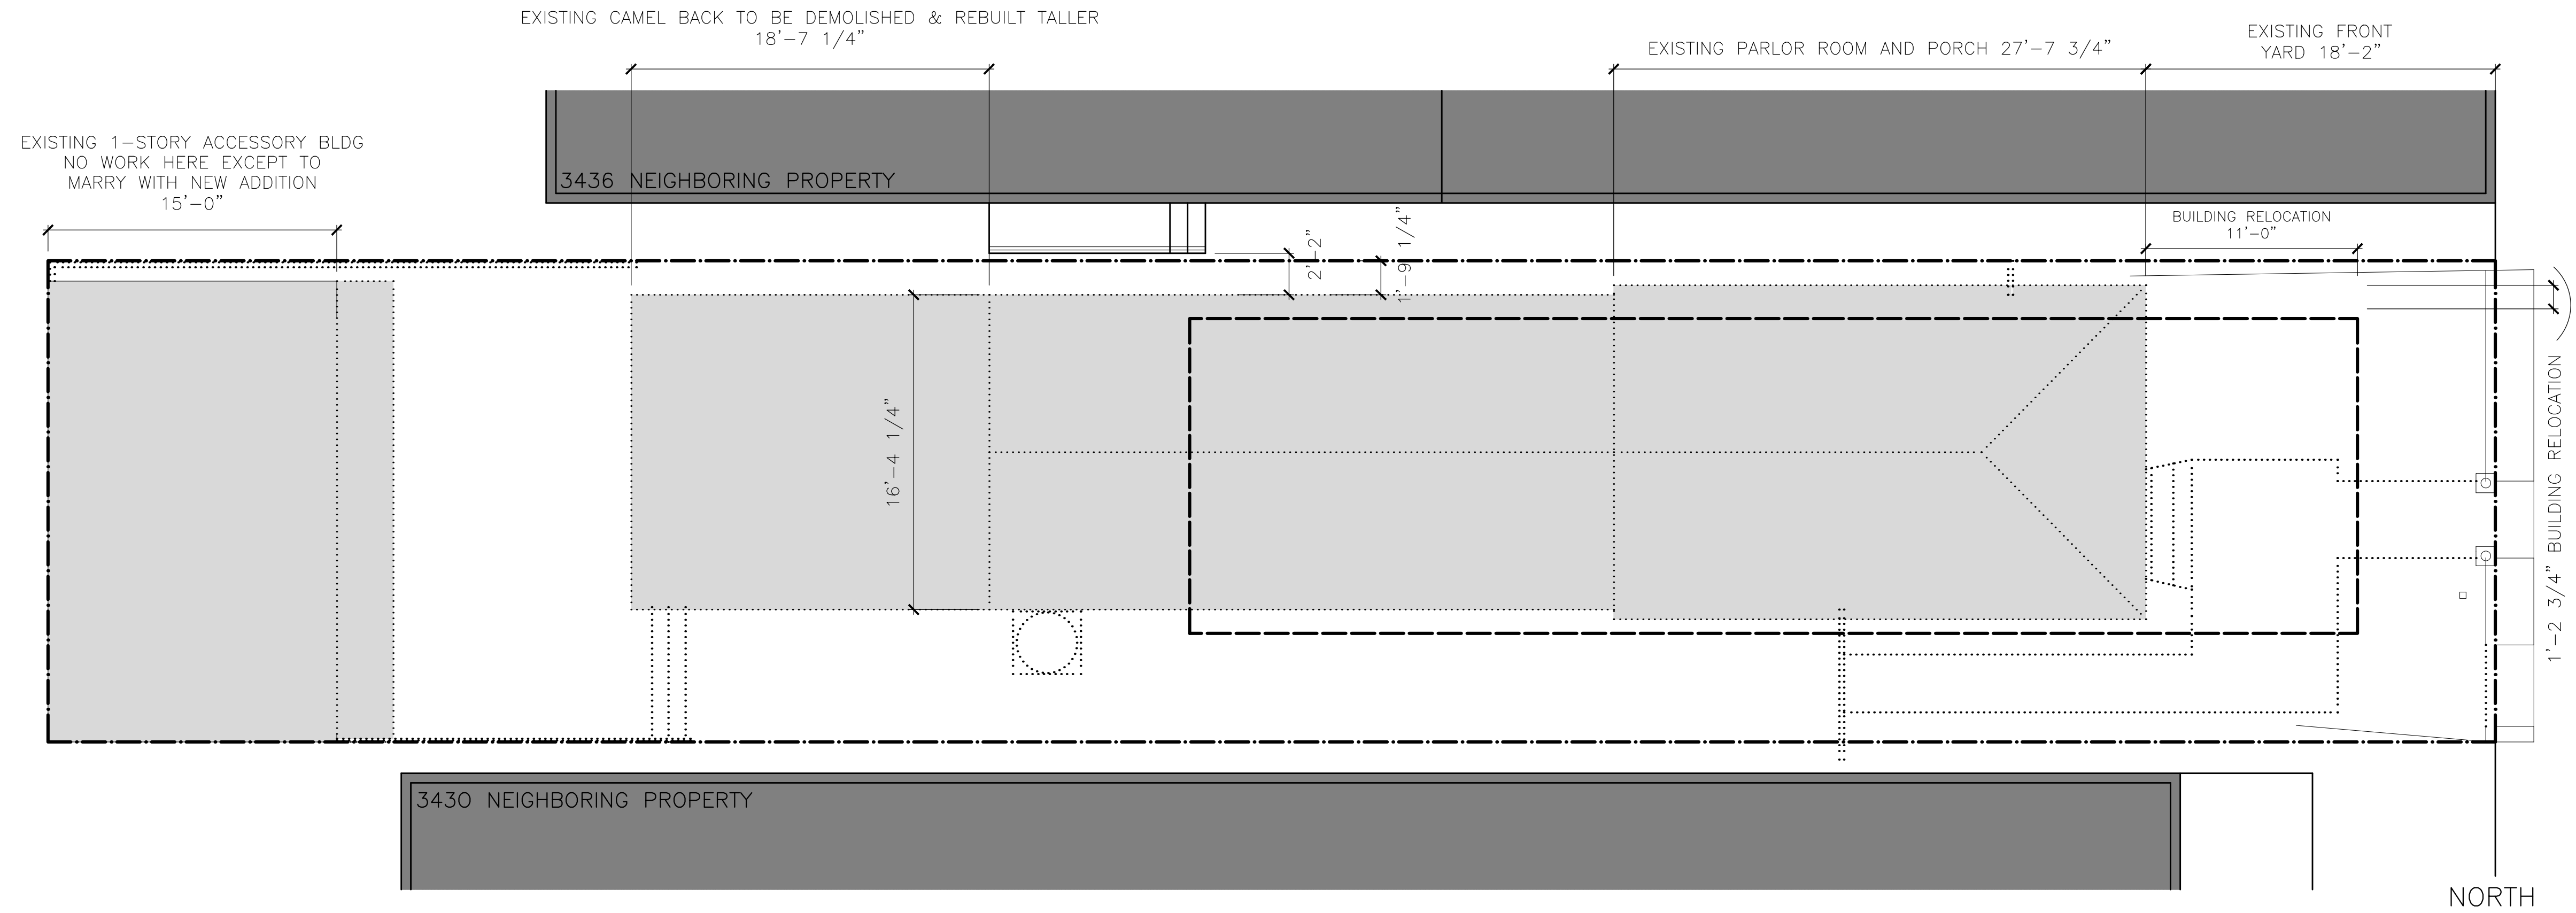 EXISTING CAMEL BACK TO BE DEMOLISHED & REBUILT TALLER
18'-7 1/4"
EXISTING PARLOR ROOM AND PORCH 27'-7 3/4"
EXISTING FRONT
YARD 18'-2"
EXISTING 1-STORY ACCESSORY BLDG
NO WORK HERE EXCEPT TO
MARRY WITH NEW ADDITION
15'-0"
3436 NEIGHBORING PROPERTY
BUILDING RELOCATION
11'-0"
2'-2"
1'-9 1/4"
16'-4 1/4"
1'-2 3/4" BUILDING RELOCATION
3430 NEIGHBORING PROPERTY
NORTH